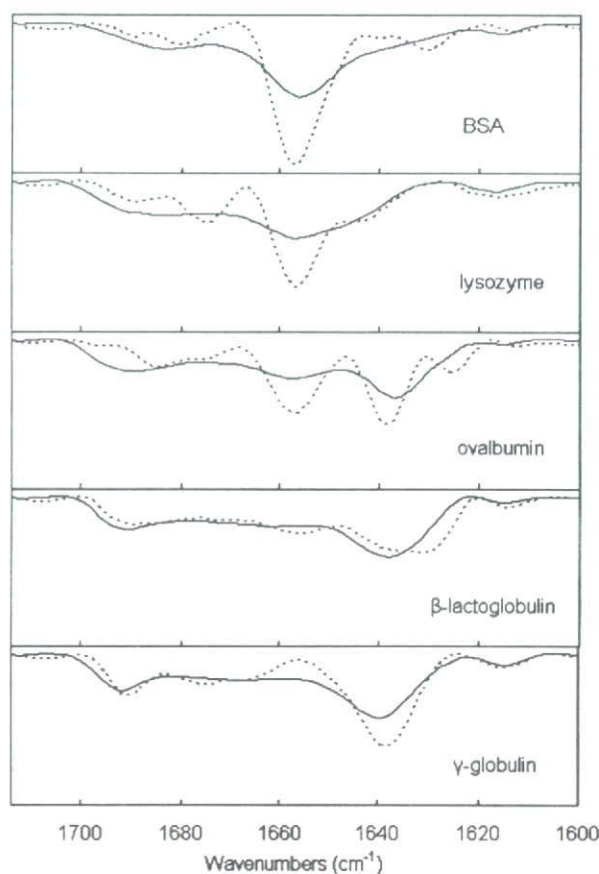 BSA
lysozyme
ovalbumin
β-lactoglobulin
γ-globulin
1700 1680 1660 1640 1620 1600
Wavenumbers (cm⁻¹)